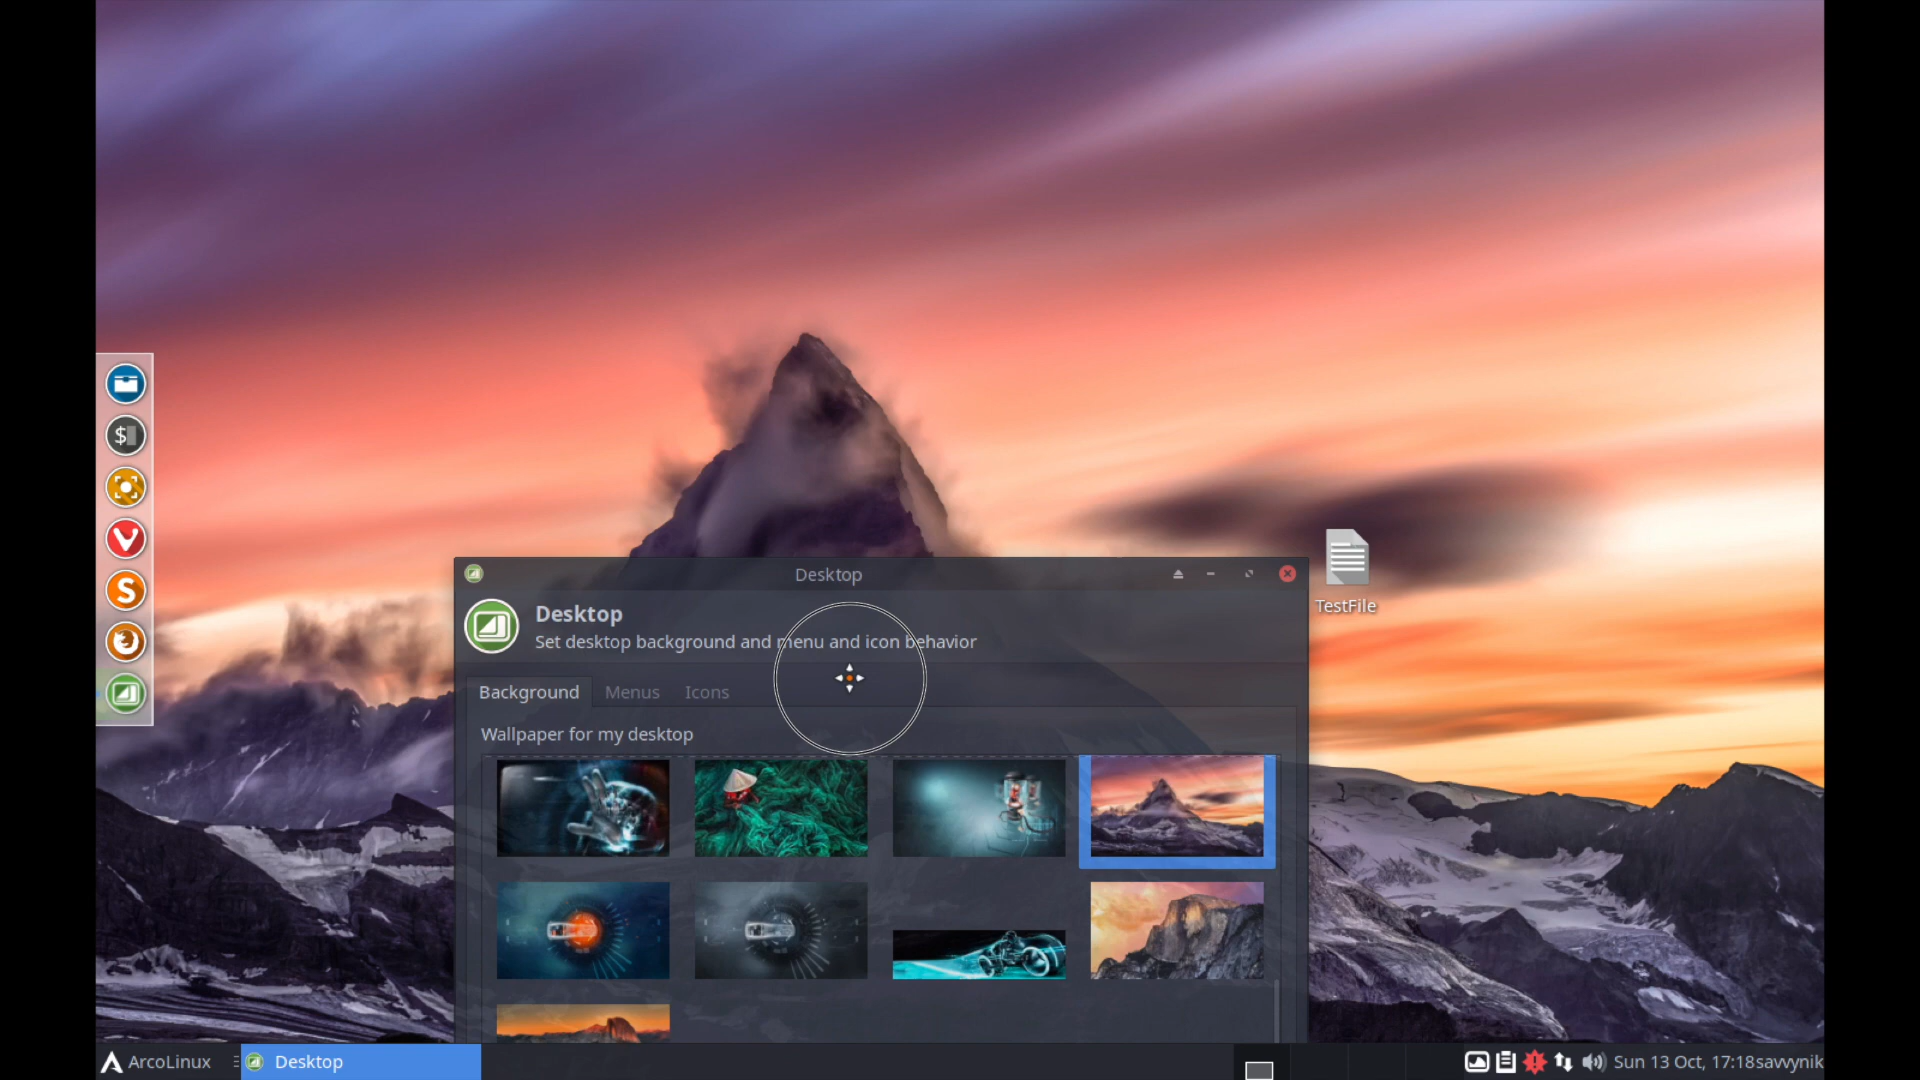 TestFile
Desktop
Desktop
Set desktop background and menu and icon behavior
Background Menus Icons
Wallpaper for my desktop
ArcoLinux Desktop Sun 13 Oct, 17:18 savvynik